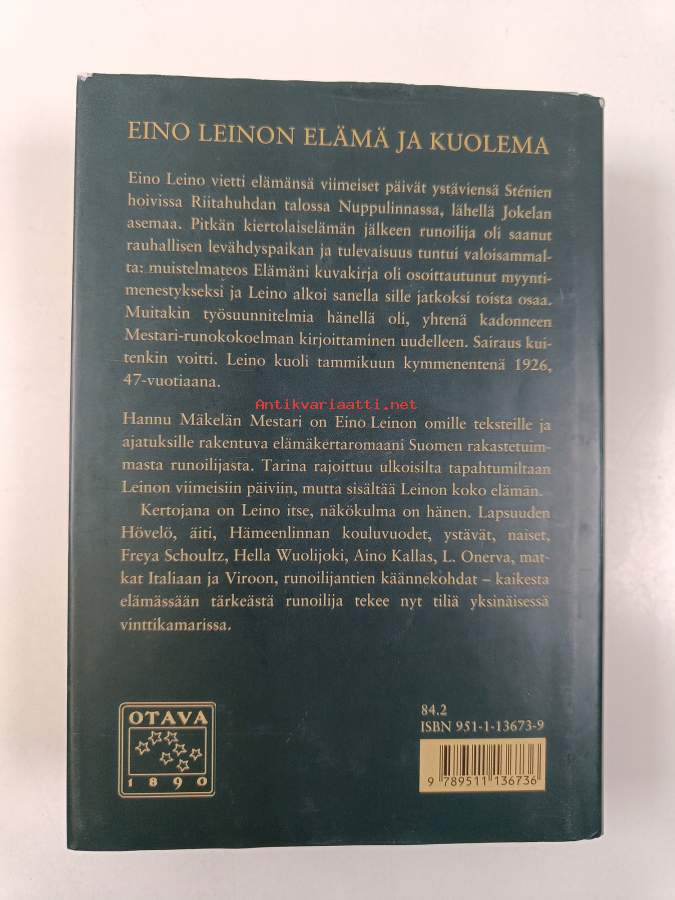 EINO LEINON ELÄMÄ JA KUOLEMA
Eino Leino vietti elämänsä viimeiset päivät ystäviensä Sténien
hoivissa Riitahuhdan talossa Nuppulinnassa, lähellä Jokelan
asemaa. Pitkän kiertolaiselämän jälkeen runoilija oli saanut
rauhallisen levähdyspaikan ja tulevaisuus tuntui valoisammal-
ta: muistelmateos Elämäni kuvakirja oli osoittautunut myynti-
menestykseksi ja Leino alkoi sanella sille jatkoksi toista osaa.
Muitakin työsuunnitelmia hänellä oli, yhtenä kadonneen
Mestari-runokokoelman kirjoittaminen uudelleen. Sairaus kui-
tenkin voitti. Leino kuoli tammikuun kymmenentenä 1926,
47-vuotiaana.
Antikvariaatti.net
Hannu Mäkelän Mestari on Eino Leinon omille teksteille ja
ajatuksille rakentuva elämäkertaromaani Suomen rakastetuim-
masta runoilijasta. Tarina rajoittuu ulkoisilta tapahtumiltaan
Leinon viimeisiin päiviin, mutta sisältää Leinon koko elämän.
Kertojana on Leino itse, näkökulma on hänen. Lapsuuden
Hövelö, äiti, Hämeenlinnan kouluvuodet, ystävät, naiset,
Freya Schoultz, Hella Wuolijoki, Aino Kallas, L. Onerva, mat-
kat Italiaan ja Viroon, runoilijantien käännekohdat – kaikesta
elämässään tärkeästä runoilija tekee nyt tiliä yksinäisessä
vinttikamarissa.
OTAVA
1890
84.2
ISBN 951-1-13673-9
9 789511 136736